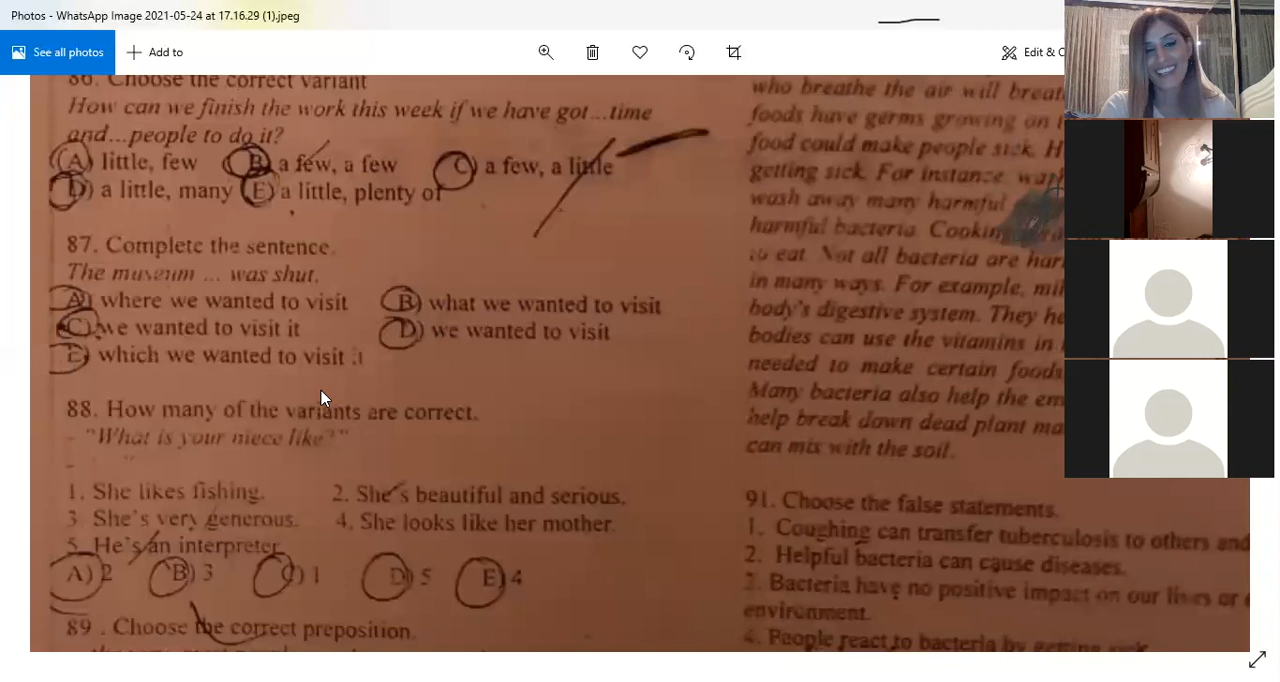 Photos - WhatsApp Image 2021-05-24 at 17.16.29 (1).jpeg
See all photos
Add to
Edit & C
86. Choose the correct variant
How can we finish the work this week if we have got...time
and...people to do it?
A) little, few B) a few, a few C) a few, a little
D) a little, many E) a little, plenty of
87. Complete the sentence.
The museum ... was shut.
A) where we wanted to visit B) what we wanted to visit
C) we wanted to visit it D) we wanted to visit
E) which we wanted to visit it
88. How many of the variants are correct.
- "What is your niece like?"
- " "
1. She likes fishing. 2. She's beautiful and serious.
3. She's very generous. 4. She looks like her mother.
5. He's an interpreter
A) 2 B) 3 C) 1 D) 5 E) 4
89 . Choose the correct preposition.
who breathe the air will breat
foods have germs growing on
food could make people sick. H
getting sick. For instance, wa
wash away many harmful
harmful bacteria. Cooking
to eat. Not all bacteria are har
in many ways. For example, mil
body's digestive system. They he
bodies can use the vitamins in
needed to make certain foods
Many bacteria also help the en
help break down dead plant ma
can mix with the soil.
91. Choose the false statements.
1. Coughing can transfer tuberculosis to others and
2. Helpful bacteria can cause diseases.
3. Bacteria have no positive impact on our lives or
environment.
4. People react to bacteria by getting sick